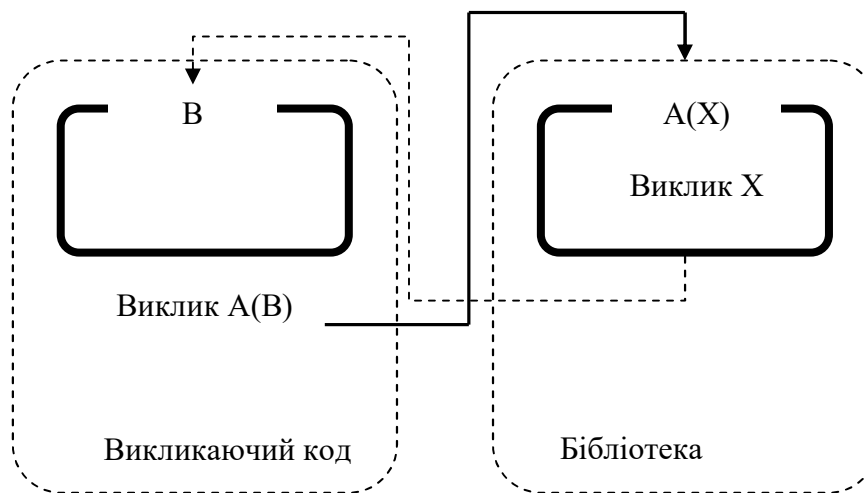 В
А(Х)
Виклик Х
Виклик А(В)
Викликаючий код
Бібліотека